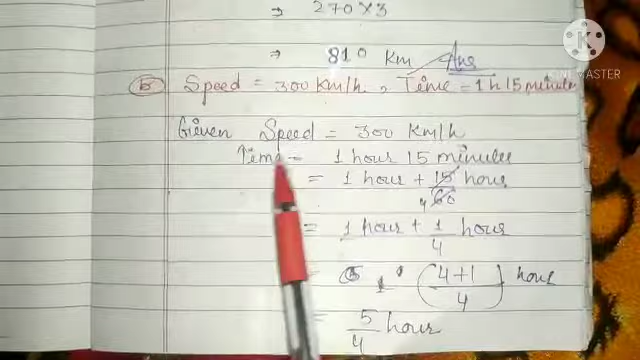 ⇒ 270 × 3
⇒ 810 km Ans
(b) Speed = 300 km/h, Time = 1 h 15 minutes
Given Speed = 300 km/h
Time = 1 hour 15 minutes
= 1 hour + 15/60 hour
4
= 1 hour + 1/4 hour
= (4+1/4) hour
= 5/4 hour
K
KINEMASTER